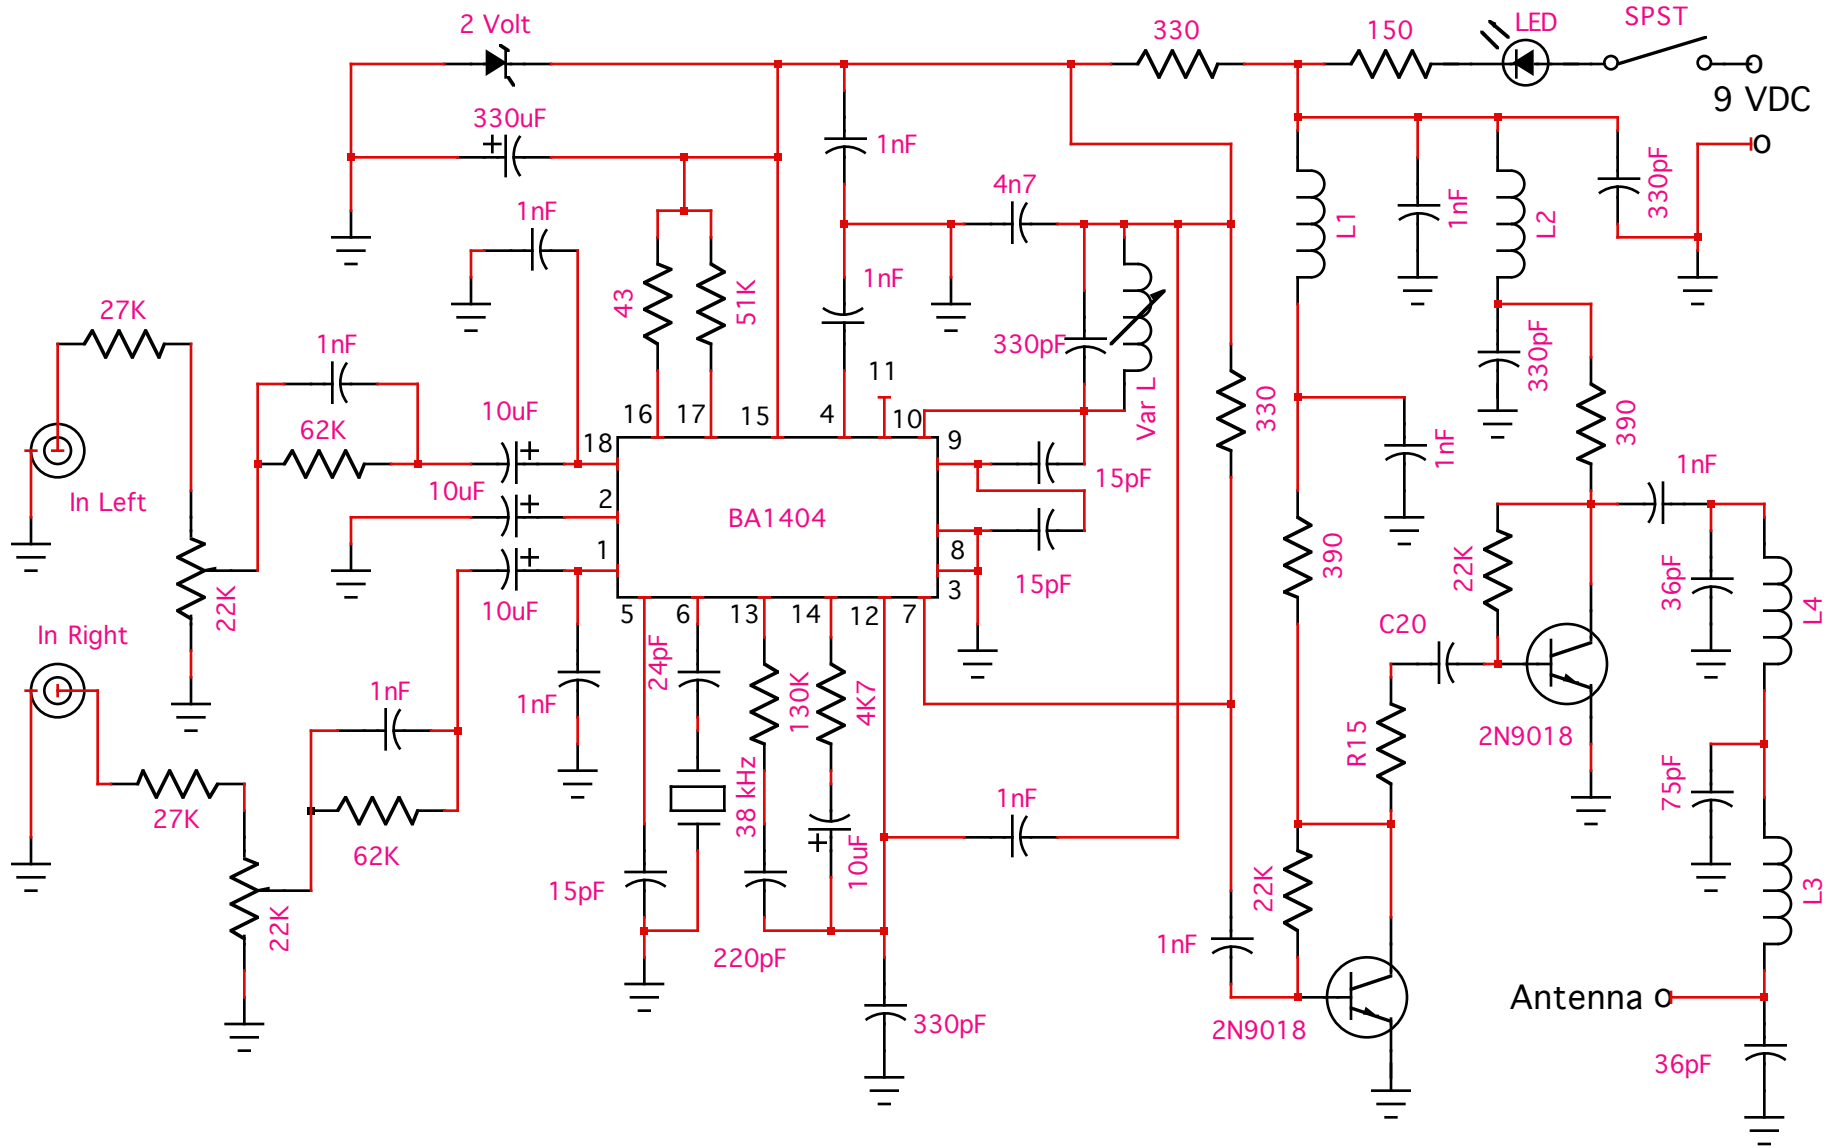 2 Volt
330
150
LED
SPST
9 VDC
330uF
1nF
4n7
1nF
330pF
1nF
L1
1nF
L2
43
51K
27K
1nF
330pF
Var L
330pF
11
330
390
10uF
16
17
15
4
10
62K
18
9
1nF
1nF
In Left
10uF
15pF
2
BA1404
1
8
22K
36pF
L4
22K
10uF
15pF
3
390
In Right
5
6
13
14
12
7
C20
24pF
1nF
1nF
130K
4K7
R15
2N9018
38 kHz
1nF
75pF
27K
62K
10uF
15pF
22K
L3
22K
220pF
1nF
Antenna
330pF
2N9018
36pF